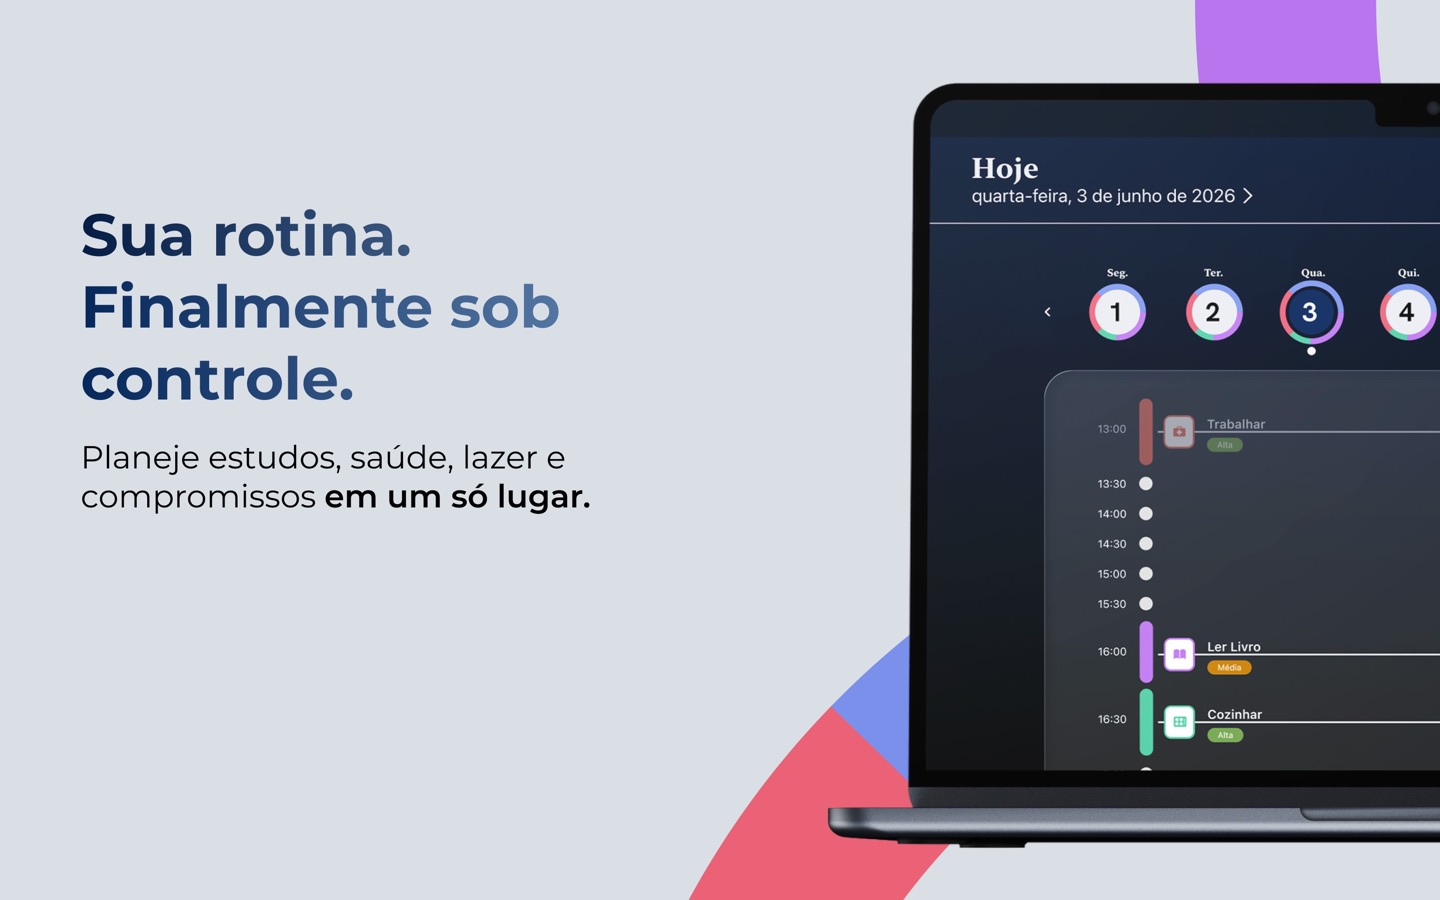 Sua rotina.
Finalmente sob
controle.
Planeje estudos, saúde, lazer e
compromissos em um só lugar.
Hoje
quarta-feira, 3 de junho de 2026
Seg. Ter. Qua. Qui.
1 2 3 4
13:00 Trabalhar
Alta
13:30
14:00
14:30
15:00
15:30
16:00 Ler Livro
Média
16:30 Cozinhar
Alta